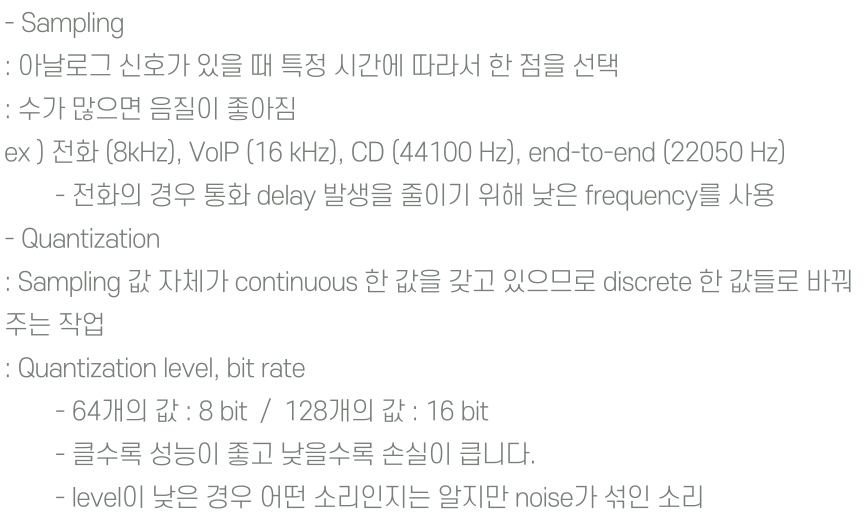 - Sampling
: 아날로그 신호가 있을 때 특정 시간에 따라서 한 점을 선택
: 수가 많으면 음질이 좋아짐
ex ) 전화 (8kHz), VoIP (16 kHz), CD (44100 Hz), end-to-end (22050 Hz)
- 전화의 경우 통화 delay 발생을 줄이기 위해 낮은 frequency를 사용
- Quantization
: Sampling 값 자체가 continuous 한 값을 갖고 있으므로 discrete 한 값들로 바꿔
주는 작업
: Quantization level, bit rate
- 64개의 값 : 8 bit / 128개의 값 : 16 bit
- 클수록 성능이 좋고 낮을수록 손실이 큽니다.
- level이 낮은 경우 어떤 소리인지는 알지만 noise가 섞인 소리